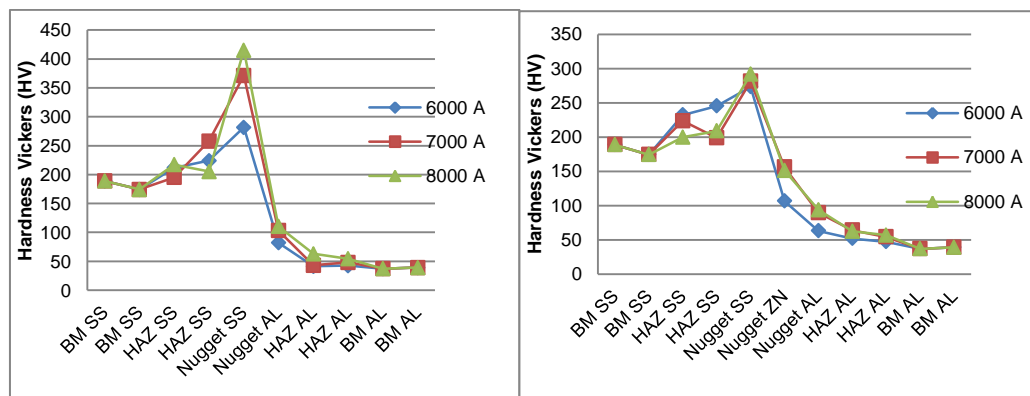 Hardness Vickers (HV)
450
400
350
300
250
200
150
100
50
0
6000 A
7000 A
8000 A
BM SS
BM SS
HAZ SS
HAZ SS
Nugget SS
Nugget AL
HAZ AL
HAZ AL
BM AL
BM AL
Hardness Vickers (HV)
350
300
250
200
150
100
50
0
6000 A
7000 A
8000 A
BM SS
BM SS
HAZ SS
HAZ SS
Nugget SS
Nugget ZN
Nugget AL
HAZ AL
HAZ AL
BM AL
BM AL